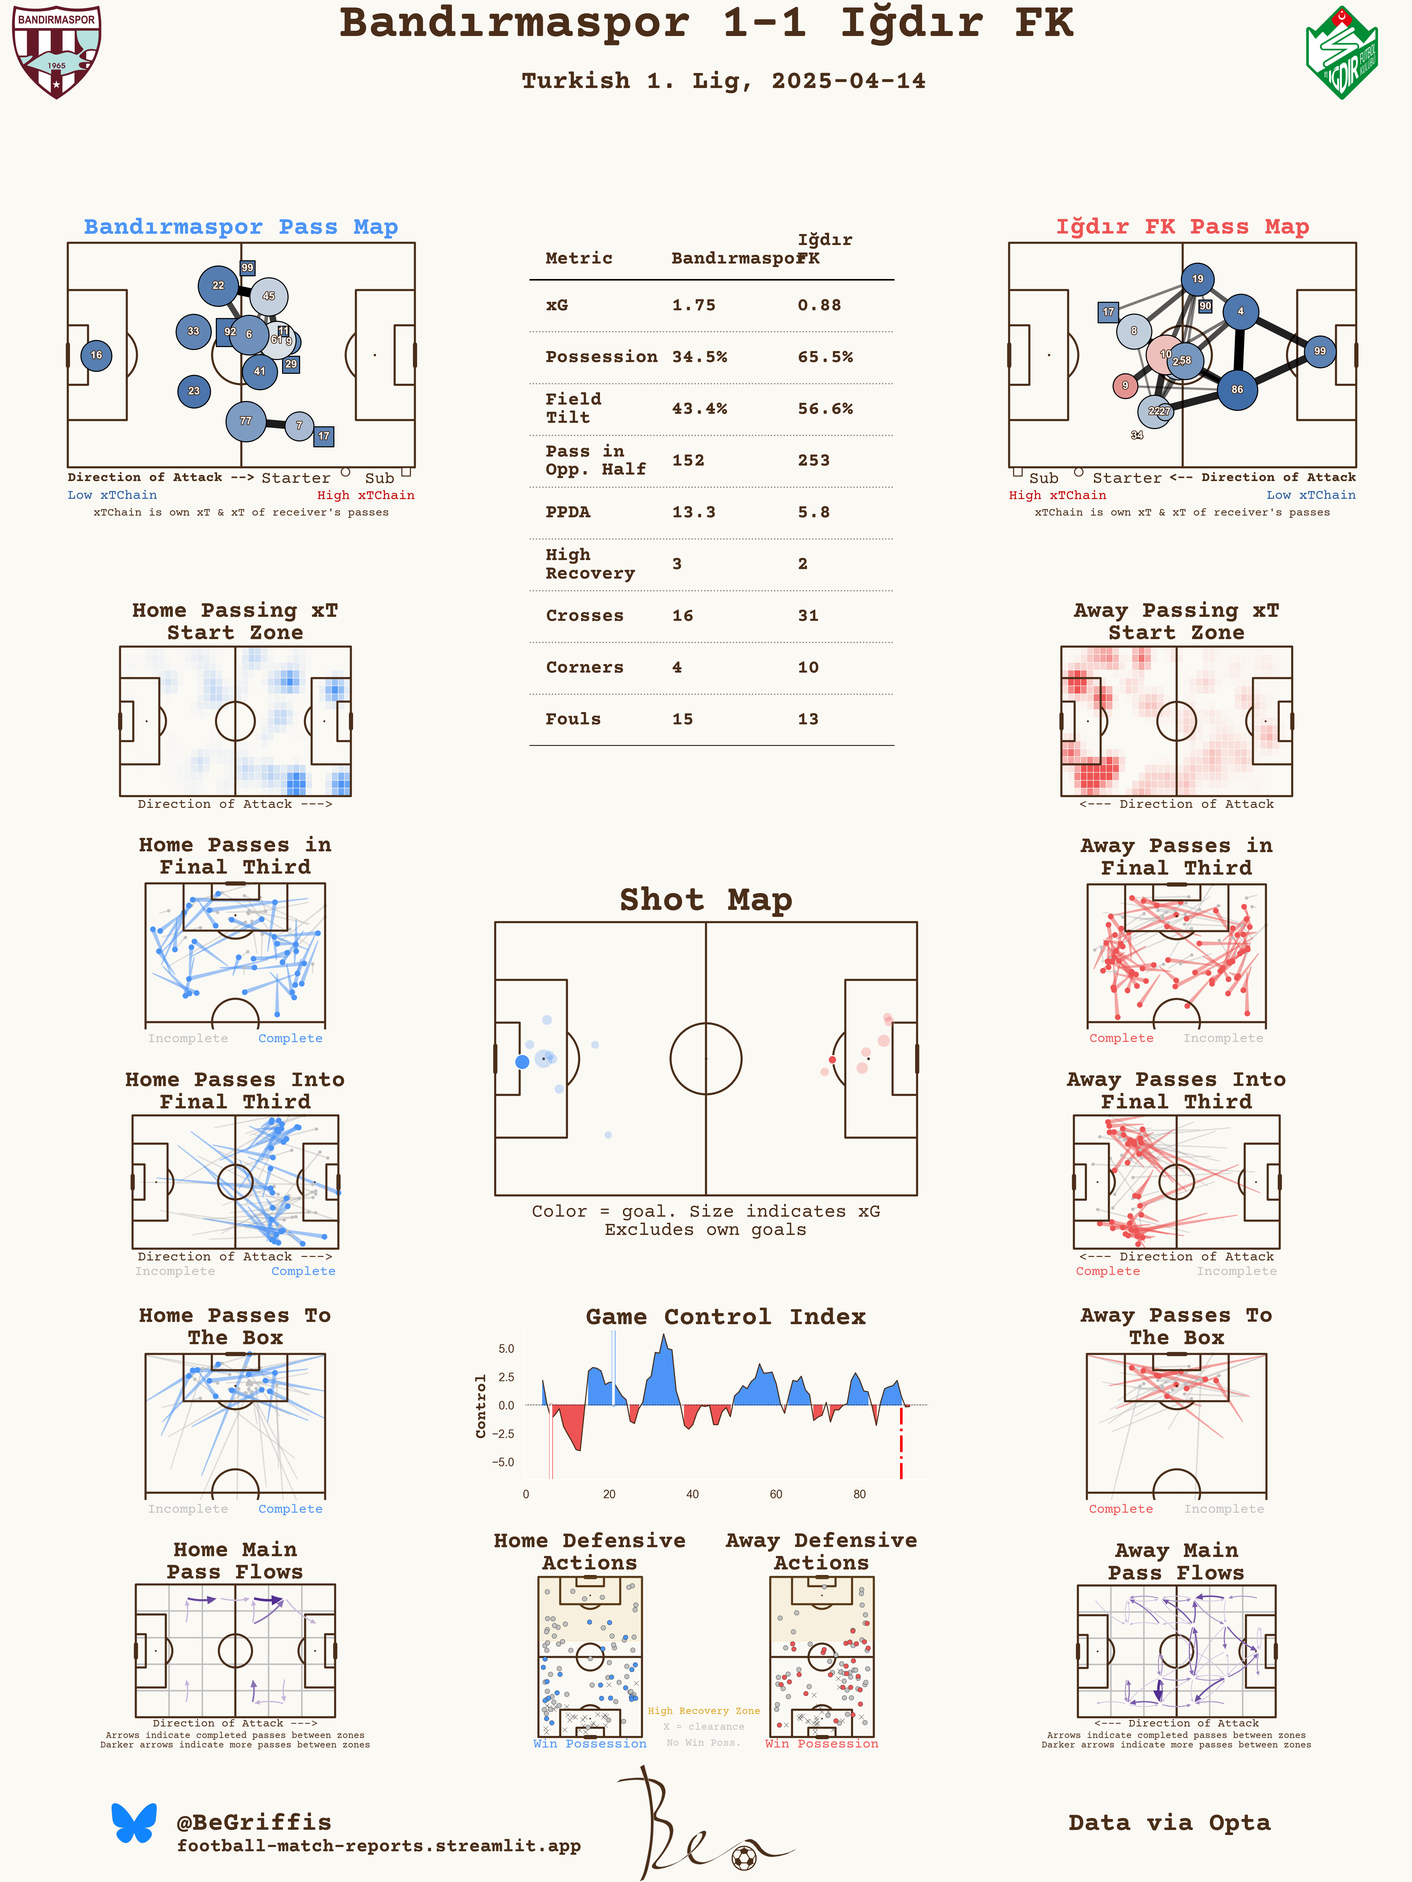 Bandırmaspor 1-1 Iğdır FK
Turkish 1. Lig, 2025-04-14
BANDIRMASPOR
1965
IGDIR
FUTBOL
KULÜBÜ
Bandırmaspor Pass Map
99
22
45
33
92
6
11
61
9
16
29
41
23
77
7
17
Direction of Attack -->
Starter
Sub
Low xTChain
High xTChain
xTChain is own xT & xT of receiver's passes
Metric Bandırmaspor Iğdır FK
xG 1.75 0.88
Possession 34.5% 65.5%
Field Tilt 43.4% 56.6%
Pass in Opp. Half 152 253
PPDA 13.3 5.8
High Recovery 3 2
Crosses 16 31
Corners 4 10
Fouls 15 13
Iğdır FK Pass Map
19
90
17
4
8
10
58
99
9
86
22
27
34
Sub
Starter
<-- Direction of Attack
High xTChain
Low xTChain
xTChain is own xT & xT of receiver's passes
Home Passing xT
Start Zone
Direction of Attack --->
Away Passing xT
Start Zone
<--- Direction of Attack
Home Passes in
Final Third
Incomplete
Complete
Away Passes in
Final Third
Complete
Incomplete
Shot Map
Color = goal. Size indicates xG
Excludes own goals
Home Passes Into
Final Third
Direction of Attack --->
Incomplete
Complete
Away Passes Into
Final Third
<--- Direction of Attack
Complete
Incomplete
Home Passes To
The Box
Incomplete
Complete
Game Control Index
Control
5.0
2.5
0.0
−2.5
−5.0
0 20 40 60 80
Away Passes To
The Box
Complete
Incomplete
Home Main
Pass Flows
Direction of Attack --->
Arrows indicate completed passes between zones
Darker arrows indicate more passes between zones
Home Defensive
Actions
Win Possession
High Recovery Zone
X = clearance
No Win Poss.
Away Defensive
Actions
Win Possession
Away Main
Pass Flows
<--- Direction of Attack
Arrows indicate completed passes between zones
Darker arrows indicate more passes between zones
@BeGriffis
football-match-reports.streamlit.app
Ben
Data via Opta